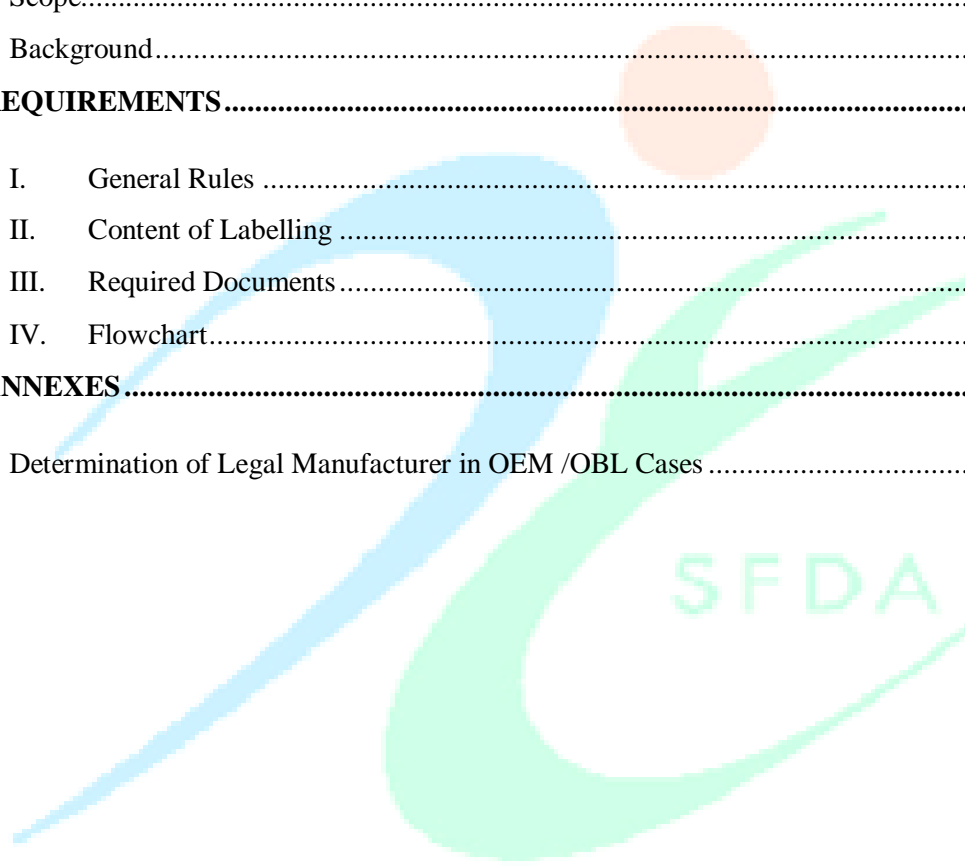 Scope..............................................................................................................................
Background..............................................................................................................................
EQUIREMENTS..............................................................................................................................
I. General Rules ..............................................................................................................................
II. Content of Labelling ..............................................................................................................................
III. Required Documents..............................................................................................................................
IV. Flowchart..............................................................................................................................
NNEXES..............................................................................................................................
Determination of Legal Manufacturer in OEM /OBL Cases ..............................................................
SFDA